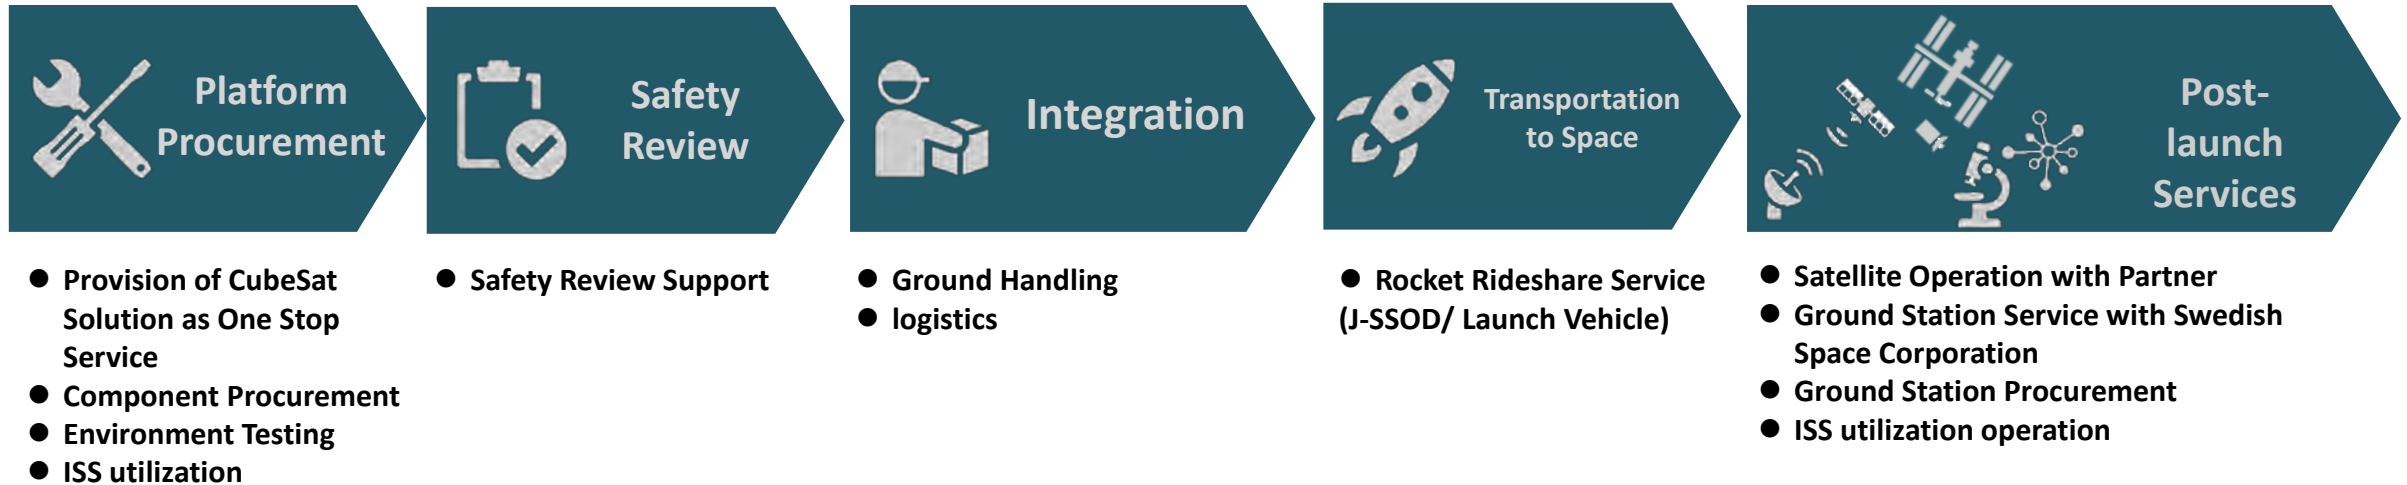 Platform
Procurement
Safety
Review
Integration
Transportation
to Space
Post-
launch
Services
● Provision of CubeSat
Solution as One Stop
Service
● Component Procurement
● Environment Testing
● ISS utilization
● Safety Review Support
● Ground Handling
● logistics
● Rocket Rideshare Service
(J-SSOD/ Launch Vehicle)
● Satellite Operation with Partner
● Ground Station Service with Swedish
Space Corporation
● Ground Station Procurement
● ISS utilization operation